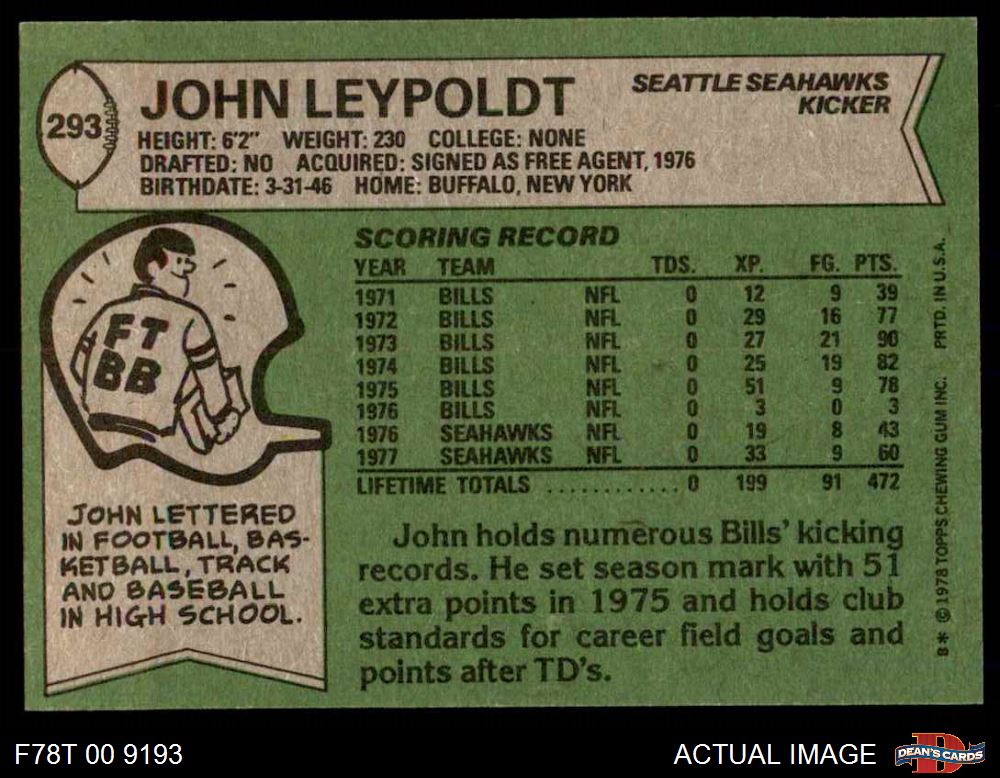 293
JOHN LEYPOLDT
SEATTLE SEAHAWKS
KICKER
HEIGHT: 6'2" WEIGHT: 230 COLLEGE: NONE
DRAFTED: NO ACQUIRED: SIGNED AS FREE AGENT, 1976
BIRTHDATE: 3-31-46 HOME: BUFFALO, NEW YORK
FT
BB
JOHN LETTERED
IN FOOTBALL, BAS-
KETBALL, TRACK
AND BASEBALL
IN HIGH SCHOOL.
SCORING RECORD
YEAR TEAM TDS. XP. FG. PTS.
1971 BILLS NFL 0 12 9 39
1972 BILLS NFL 0 29 16 77
1973 BILLS NFL 0 27 21 90
1974 BILLS NFL 0 25 19 82
1975 BILLS NFL 0 51 9 78
1976 BILLS NFL 0 3 0 3
1976 SEAHAWKS NFL 0 19 8 43
1977 SEAHAWKS NFL 0 33 9 60
LIFETIME TOTALS ............ 0 199 91 472
John holds numerous Bills' kicking
records. He set season mark with 51
extra points in 1975 and holds club
standards for career field goals and
points after TD's.
8* © 1978 TOPPS CHEWING GUM INC. PRTD. IN U.S.A.
F78T 00 9193
ACTUAL IMAGE
D
DEAN'S CARDS